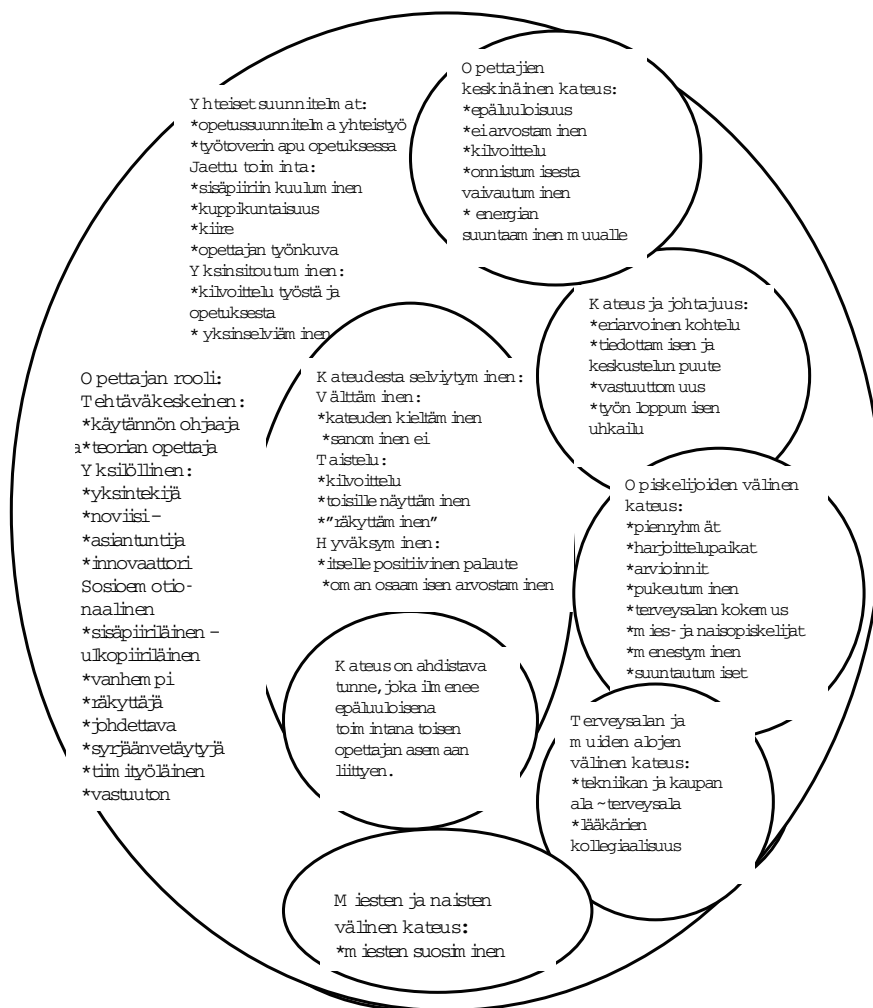 Opettajien
keskinäinen kateus:
*epäluuloisuus
*ei arvostaminen
*kilvoittelu
*onnistumisesta
vaivautuminen
* energian
suuntaaminen muualle
Yhteiset suunnitelmat:
*opetussuunnitelma yhteistyö
*työtoverin apu opetuksessa
Jaettu toiminta:
*sisäpiiriin kuuluminen
*kuppikuntaisuus
*kiire
*opettajan työnkuva
Yksinsitoutuminen:
*kilvoittelu työstä ja
opetuksesta
* yksinselviäminen
Kateus ja johtajuus:
*eriarvoinen kohtelu
*tiedottamisen ja
keskustelun puute
*vastuuttomuus
*työn loppumisen
uhkailu
Opettajan rooli:
Tehtäväkeskeinen:
*käytännön ohjaaja
a*teorian opettaja
Yksilöllinen:
*yksintekijä
*noviisi-
*asiantuntija
*innovaattori
Sosioemotio-
naalinen
*sisäpiiriläinen -
ulkopiiriläinen
*vanhempi
*räkyttäjä
*johdettava
*syrjäänvetäytyjä
*tiimityöläinen
*vastuuton
Kateudesta selviytyminen:
Välttäminen:
*kateuden kieltäminen
*sanominen ei
Taistelu:
*kilvoittelu
*toisille näyttäminen
*"räkyttäminen"
Hyväksyminen:
*itselle positiivinen palaute
*oman osaamisen arvostaminen
Opiskelijoiden välinen
kateus:
*pienryhmät
*harjoittelupaikat
*arvioinnit
*pukeutuminen
*terveysalan kokemus
*mies- ja naisopiskelijat
*menestyminen
*suuntautumiset
Kateus on ahdistava
tunne, joka ilmenee
epäluuloisena
toimintana toisen
opettajan asemaan
liittyen.
Terveysalan ja
muiden alojen
välinen kateus:
*tekniikan ja kaupan
ala ~ terveysala
*lääkärien
kollegiaalisuus
Miesten ja naisten
välinen kateus:
*miesten suosiminen